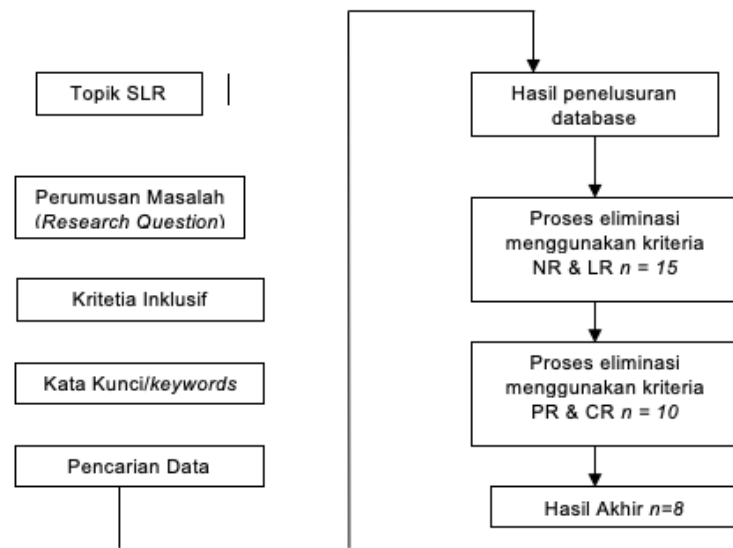 Topik SLR
Perumusan Masalah
(Research Question)
Kritetia Inklusif
Kata Kunci/keywords
Pencarian Data
Hasil penelusuran
database
Proses eliminasi
menggunakan kriteria
NR & LR n = 15
Proses eliminasi
menggunakan kriteria
PR & CR n = 10
Hasil Akhir n=8